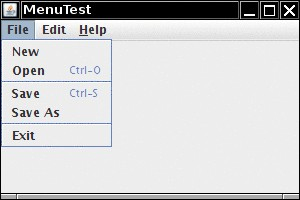 MenuTest
File Edit Help
New
Open Ctrl-O
Save Ctrl-S
Save As
Exit